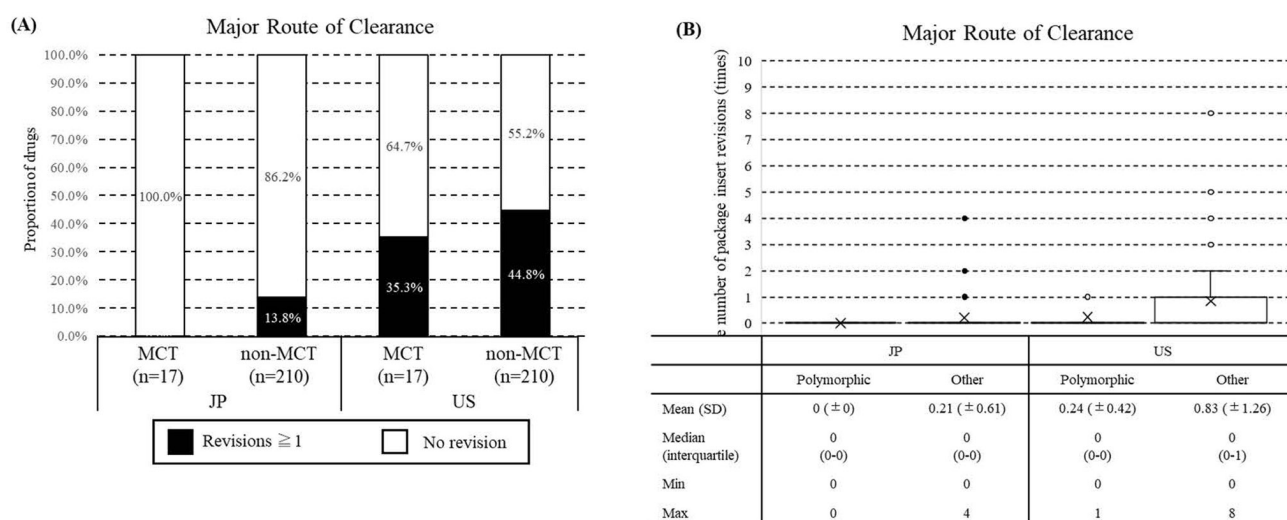 (A)
Major Route of Clearance
Proportion of drugs
100.0%
90.0%
80.0%
70.0%
60.0%
50.0%
40.0%
30.0%
20.0%
10.0%
0.0%
100.0%
86.2%
13.8%
64.7%
35.3%
55.2%
44.8%
MCT non-MCT MCT non-MCT
(n=17) (n=210) (n=17) (n=210)
JP US
Revisions ≧1 No revision
(B)
Major Route of Clearance
e number of package insert revisions (times)
10
9
8
7
6
5
4
3
2
1
0
JP US
Polymorphic Other Polymorphic Other
Mean (SD) 0 (±0) 0.21 (±0.61) 0.24 (±0.42) 0.83 (±1.26)
Median 0 0 0 0
(interquartile) (0-0) (0-0) (0-0) (0-1)
Min 0 0 0 0
Max 0 4 1 8